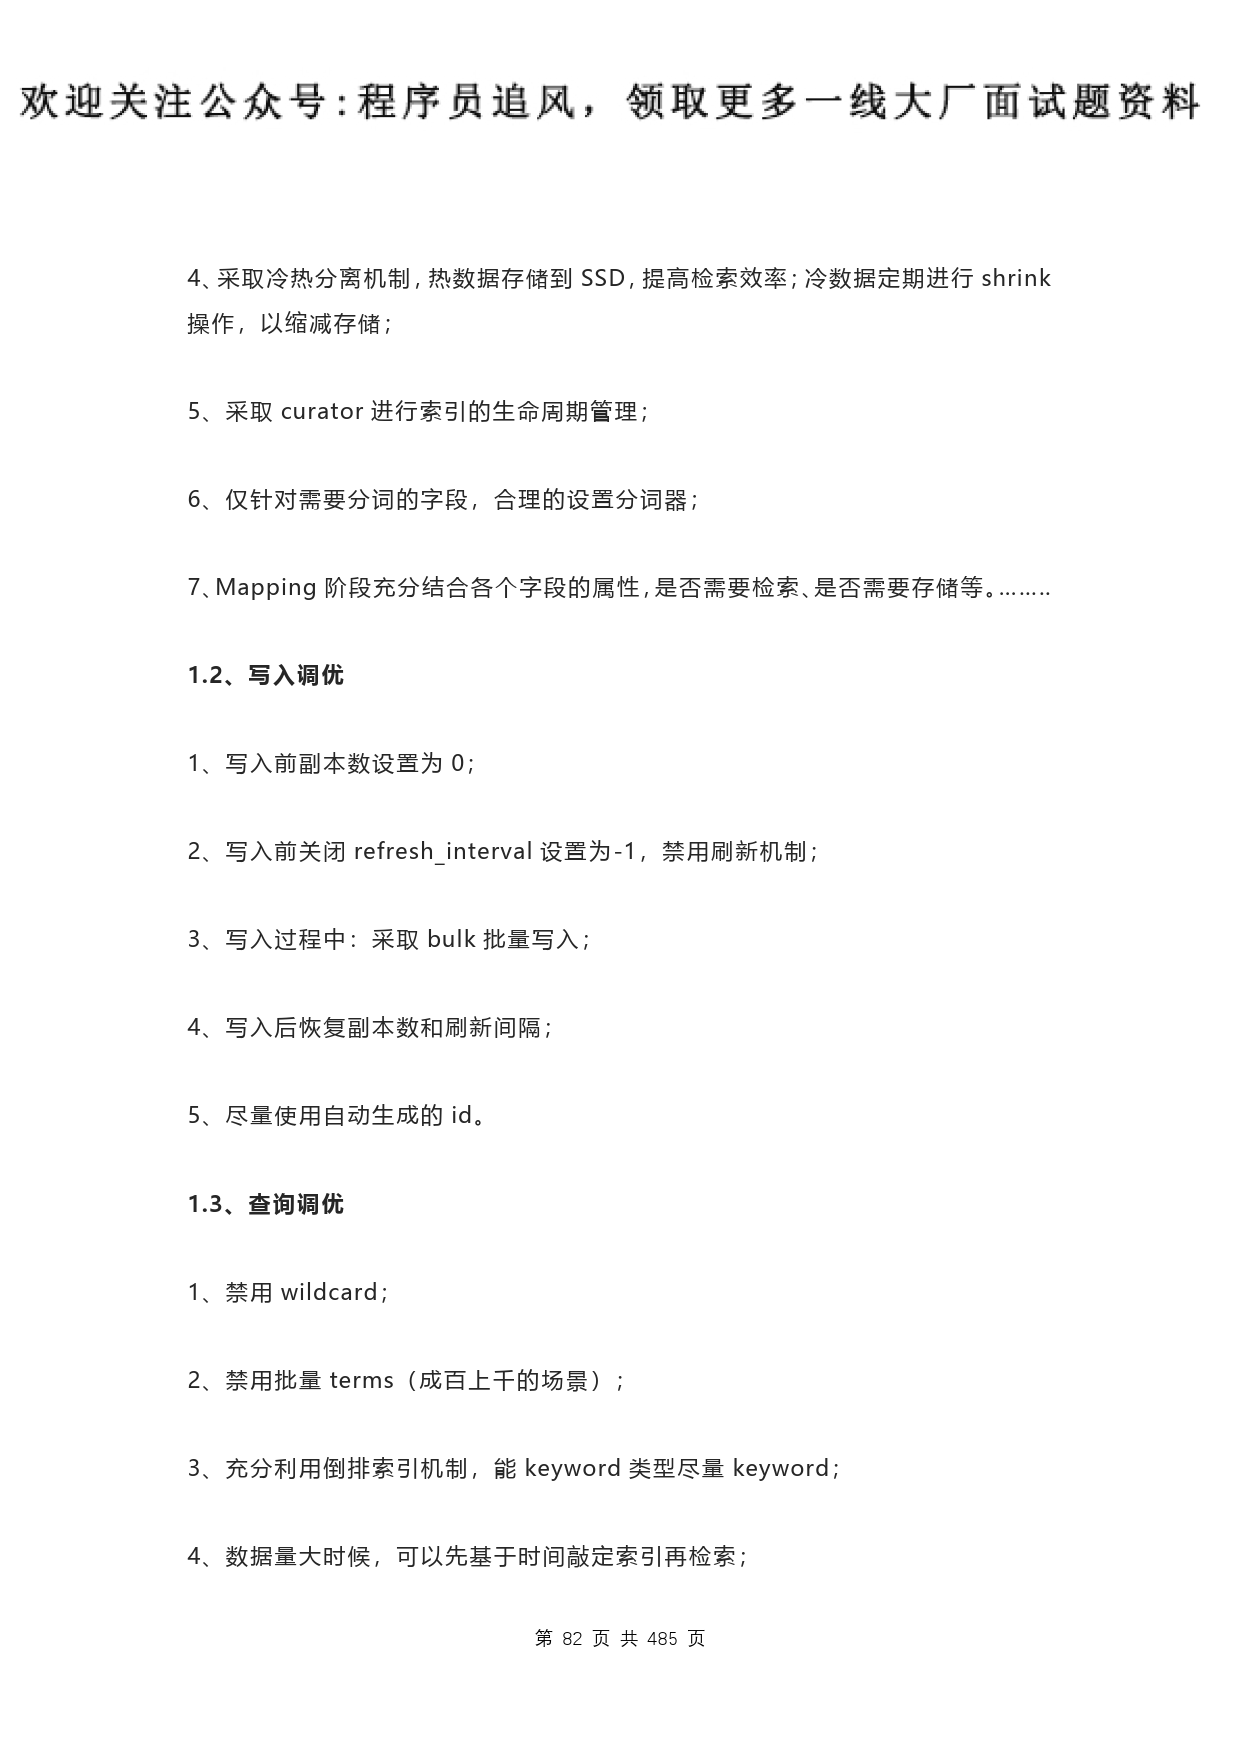 欢迎关注公众号:程序员追风，领取更多一线大厂面试题资料
4、采取冷热分离机制，热数据存储到 SSD，提高检索效率；冷数据定期进行 shrink
操作，以缩减存储；
5、采取 curator 进行索引的生命周期管理；
6、仅针对需要分词的字段，合理的设置分词器；
7、Mapping 阶段充分结合各个字段的属性，是否需要检索、是否需要存储等。……..
1.2、写入调优
1、写入前副本数设置为 0；
2、写入前关闭 refresh_interval 设置为-1，禁用刷新机制；
3、写入过程中：采取 bulk 批量写入；
4、写入后恢复副本数和刷新间隔；
5、尽量使用自动生成的 id。
1.3、查询调优
1、禁用 wildcard；
2、禁用批量 terms（成百上千的场景）；
3、充分利用倒排索引机制，能 keyword 类型尽量 keyword；
4、数据量大时候，可以先基于时间敲定索引再检索；
第 82 页 共 485 页